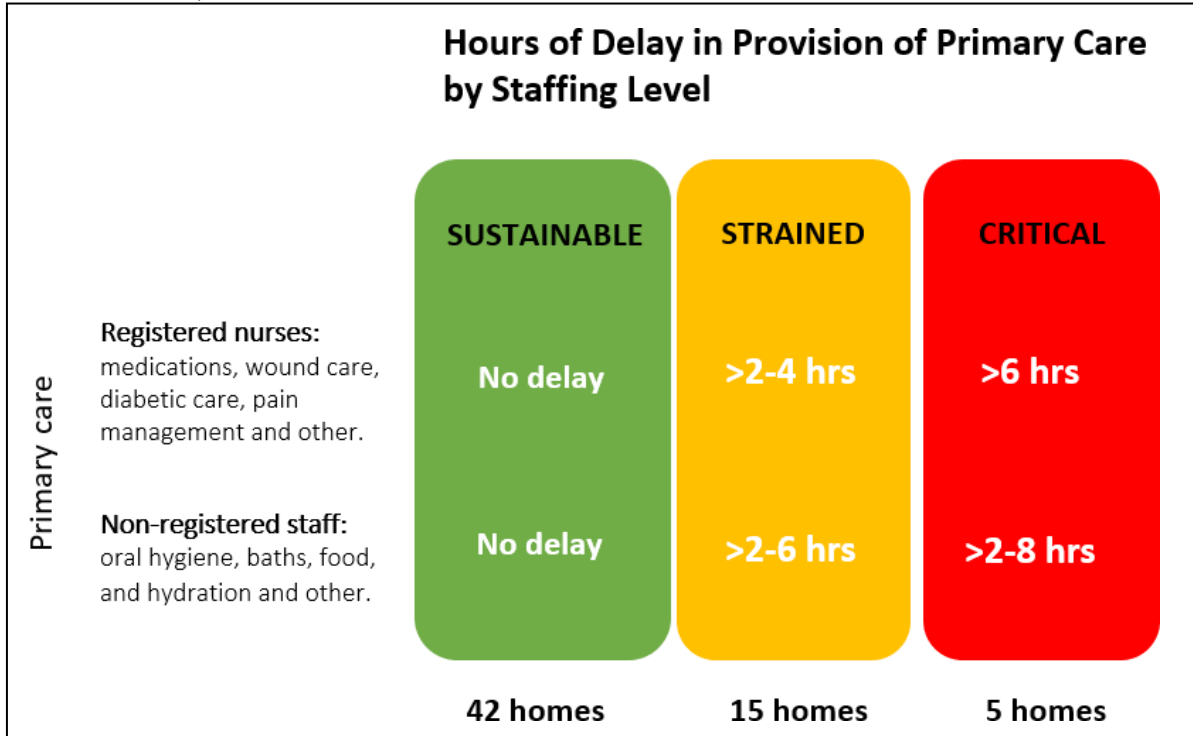 Hours of Delay in Provision of Primary Care
by Staffing Level
SUSTAINABLE
STRAINED
CRITICAL
Primary care
Registered nurses:
medications, wound care,
diabetic care, pain
management and other.
No delay
>2-4 hrs
>6 hrs
Non-registered staff:
oral hygiene, baths, food,
and hydration and other.
No delay
>2-6 hrs
>2-8 hrs
42 homes
15 homes
5 homes